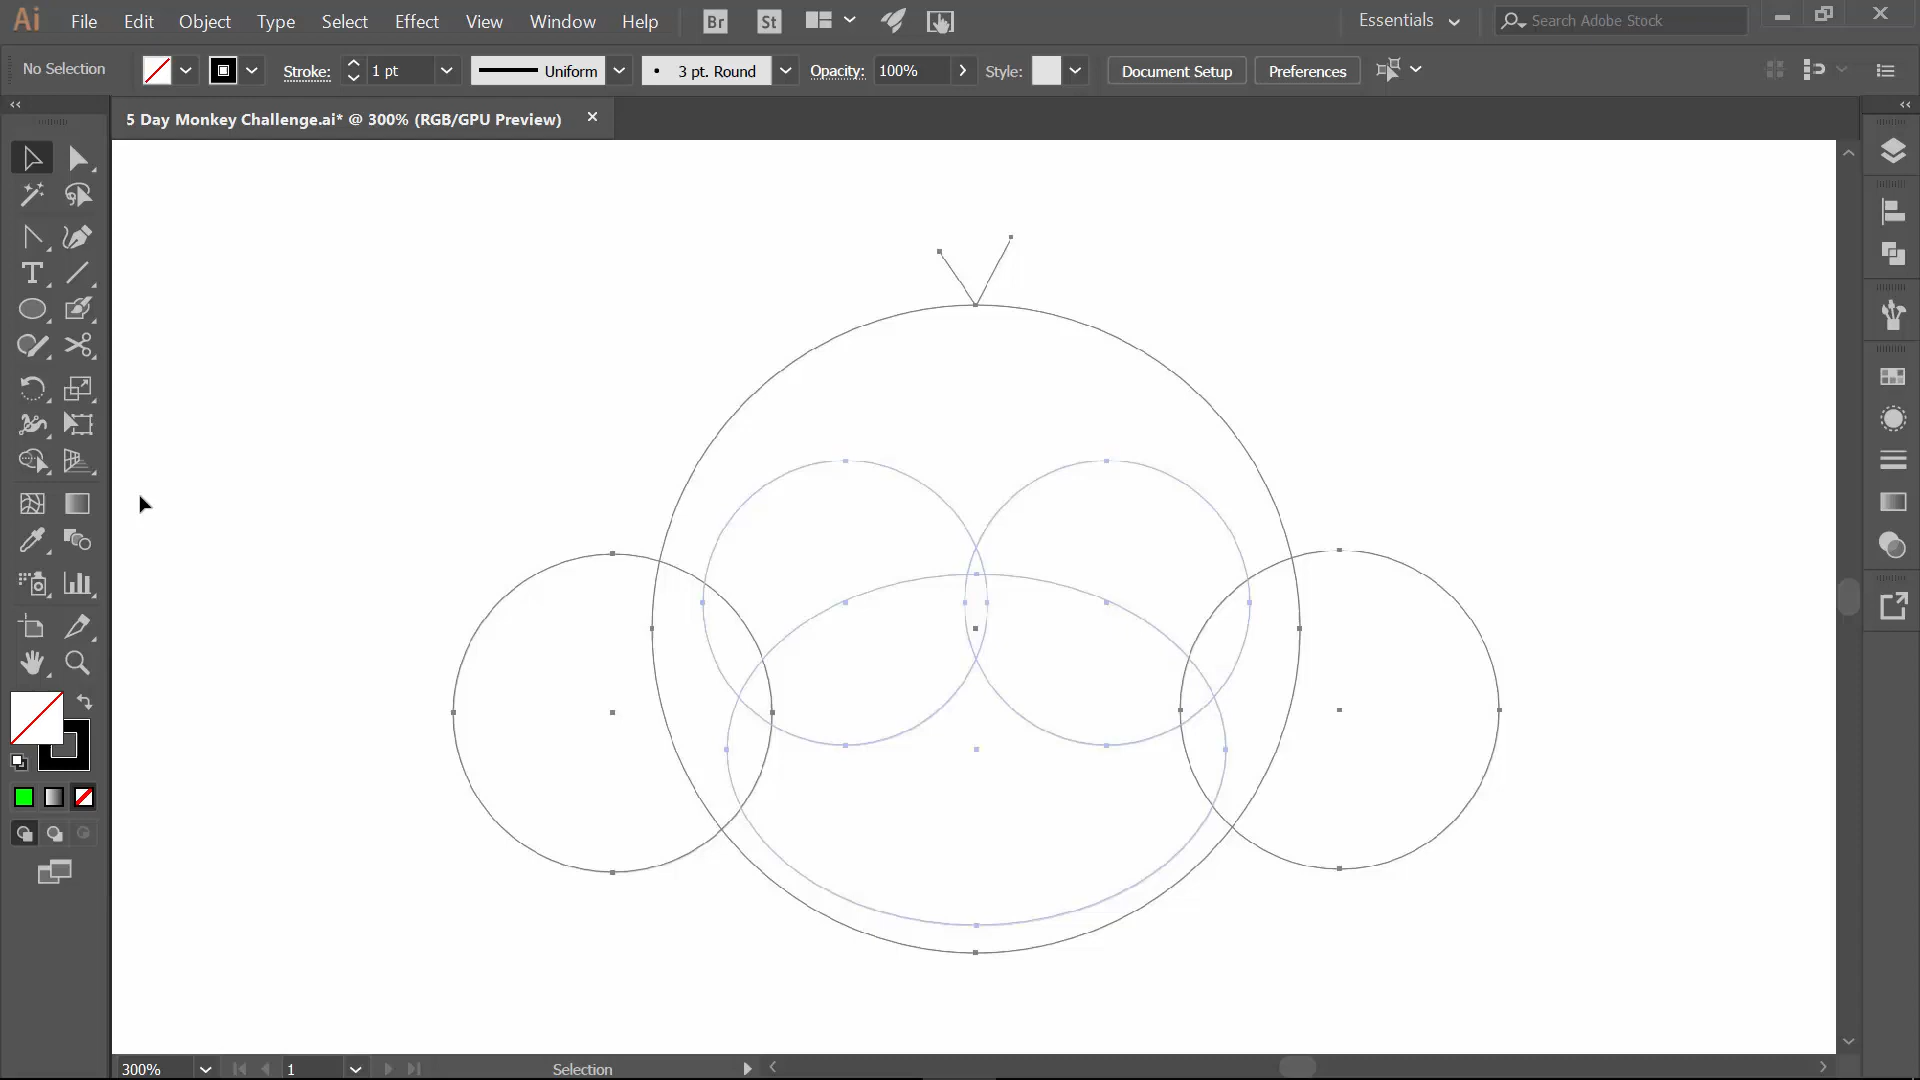 Ai File Edit Object Type Select Effect View Window Help Br St Essentials Search Adobe Stock
No Selection Stroke: 1 pt Uniform 3 pt. Round Opacity: 100% Style: Document Setup Preferences
5 Day Monkey Challenge.ai* @ 300% (RGB/GPU Preview)
T
300% 1 Selection